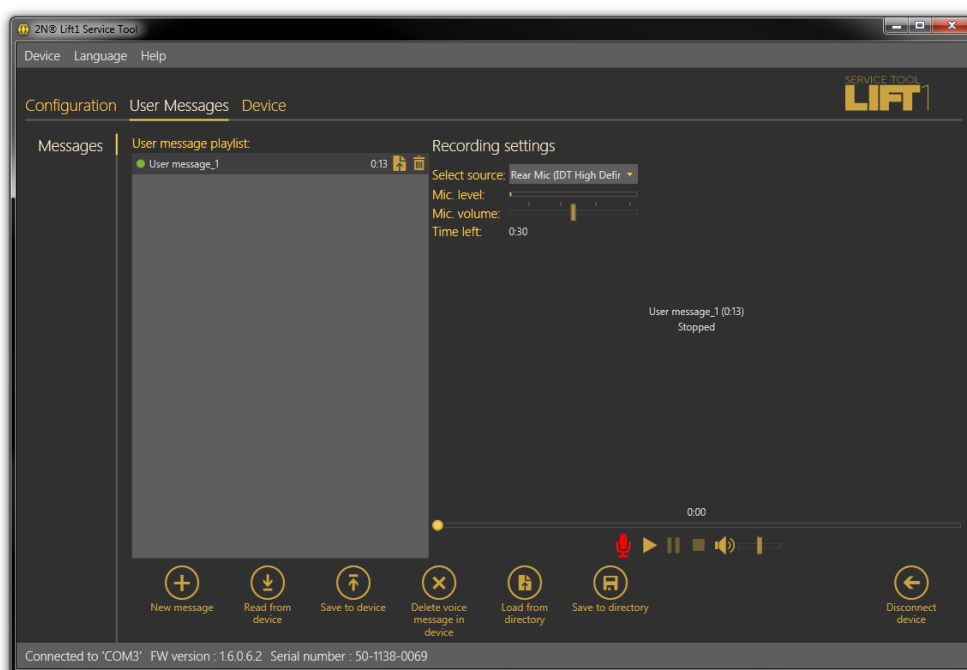 2N® Lift1 Service Tool
Device Language Help
SERVICE TOOL
LIFT1
Configuration User Messages Device
Messages
User message playlist:
User message_1 0:13
Recording settings
Select source: Rear Mic (IDT High Defir
Mic. level:
Mic. volume:
Time left: 0:30
User message_1 (0:13)
Stopped
0:00
New message
Read from
device
Save to device
Delete voice
message in
device
Load from
directory
Save to directory
Disconnect
device
Connected to 'COM3' FW version : 1.6.0.6.2 Serial number : 50-1138-0069